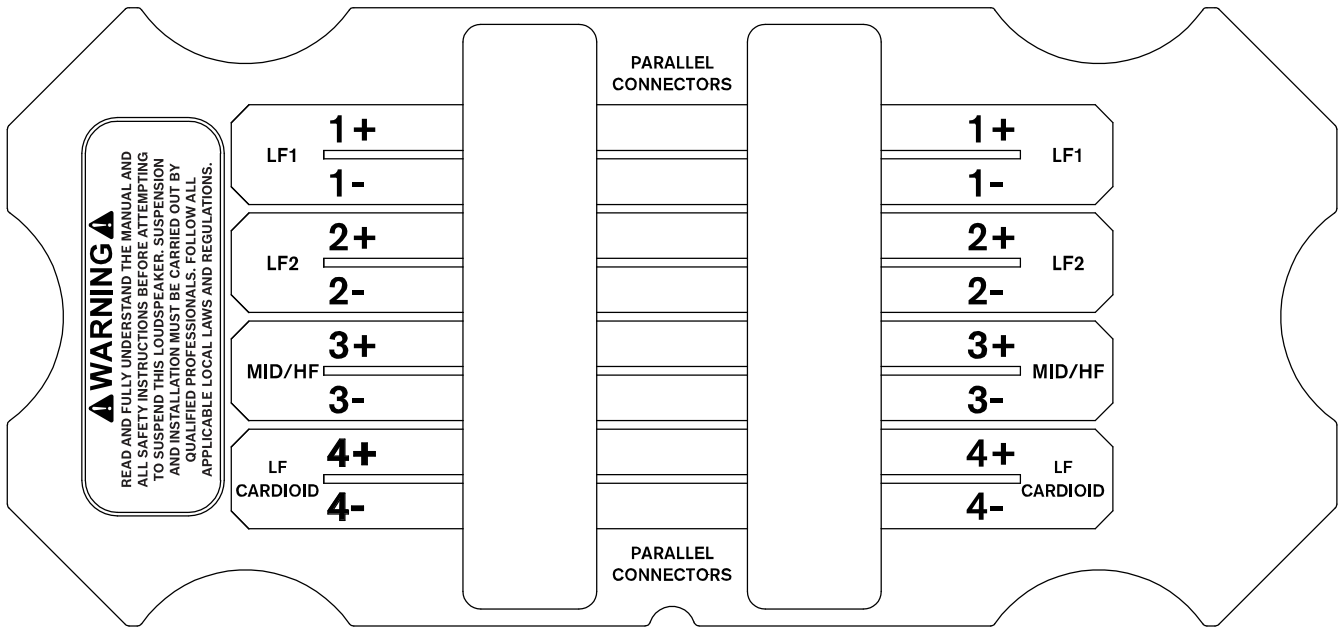 PARALLEL
CONNECTORS
WARNING
READ AND FULLY UNDERSTAND THE MANUAL AND
ALL SAFETY INSTRUCTIONS BEFORE ATTEMPTING
TO SUSPEND THIS LOUDSPEAKER. SUSPENSION
AND INSTALLATION MUST BE CARRIED OUT BY
QUALIFIED PROFESSIONALS. FOLLOW ALL
APPLICABLE LOCAL LAWS AND REGULATIONS.
LF1
1+
1-
1+
1-
LF1
LF2
2+
2-
2+
2-
LF2
MID/HF
3+
3-
3+
3-
MID/HF
LF
CARDIOID
4+
4-
4+
4-
LF
CARDIOID
PARALLEL
CONNECTORS